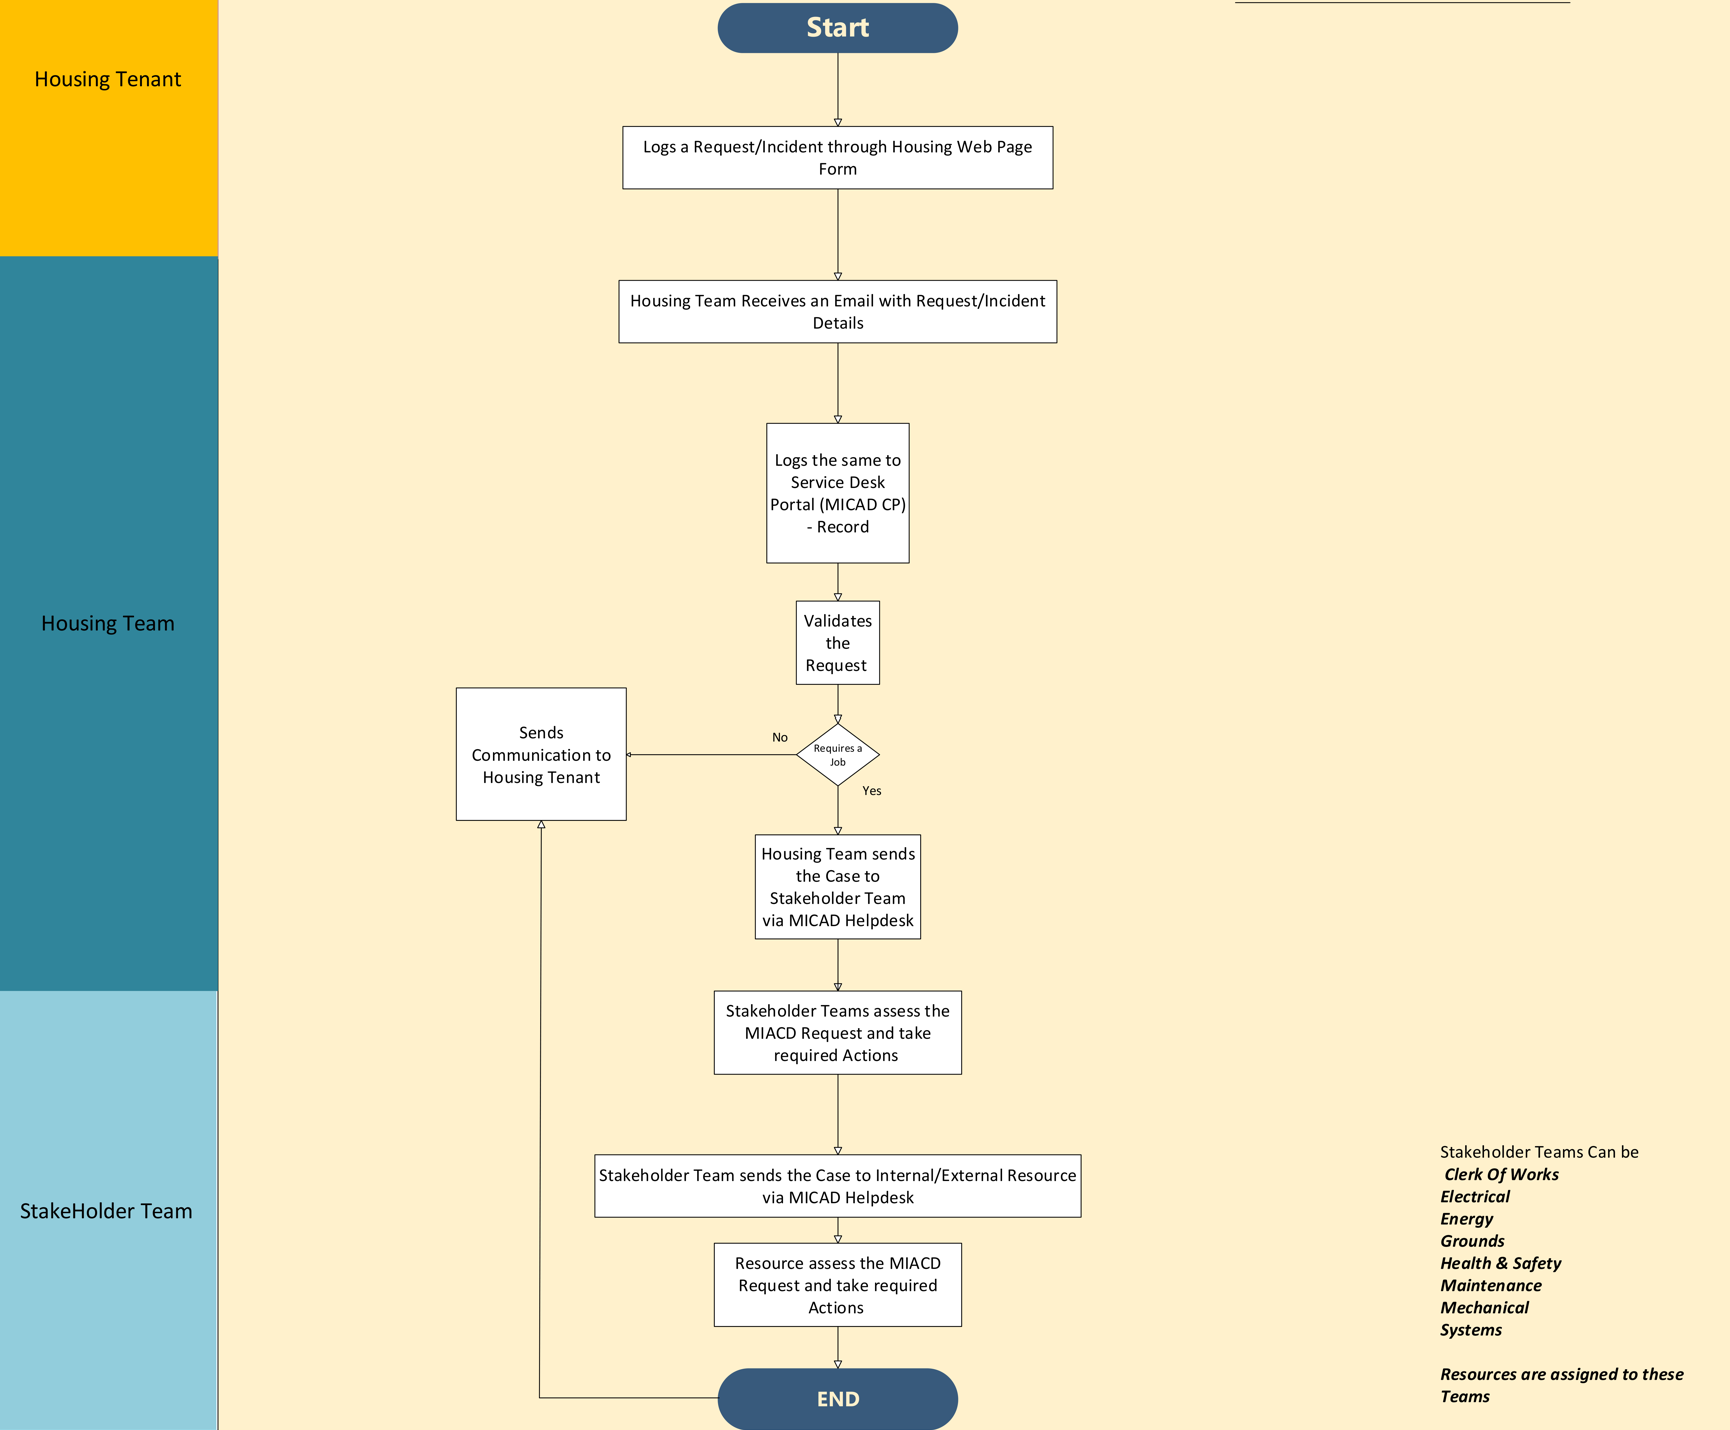 Start
Housing Tenant
Logs a Request/Incident through Housing Web Page
Form
Housing Team Receives an Email with Request/Incident
Details
Logs the same to
Service Desk
Portal (MICAD CP)
- Record
Housing Team
Validates
the
Request
Sends
Communication to
Housing Tenant
No
Requires a
Job
Yes
Housing Team sends
the Case to
Stakeholder Team
via MICAD Helpdesk
Stakeholder Teams assess the
MIACD Request and take
required Actions
Stakeholder Team sends the Case to Internal/External Resource
via MICAD Helpdesk
StakeHolder Team
Resource assess the MIACD
Request and take required
Actions
END
Stakeholder Teams Can be
Clerk Of Works
Electrical
Energy
Grounds
Health & Safety
Maintenance
Mechanical
Systems
Resources are assigned to these
Teams